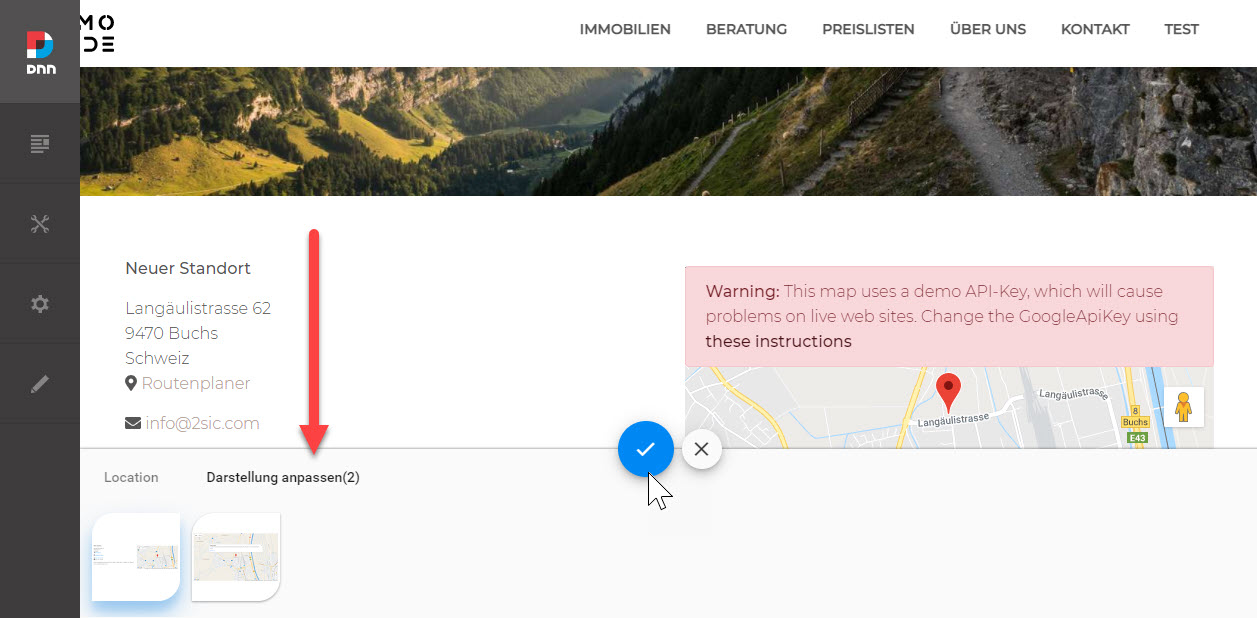 MO
DE
dnn
IMMOBILIEN BERATUNG PREISLISTEN ÜBER UNS KONTAKT TEST
Neuer Standort
Langäulistrasse 62
9470 Buchs
Schweiz
Routenplaner
info@2sic.com
Warning: This map uses a demo API-Key, which will cause
problems on live web sites. Change the GoogleApiKey using
these instructions
Langäulistrasse
Langäulistrasse
8
Buchs
E43
Location Darstellung anpassen(2)